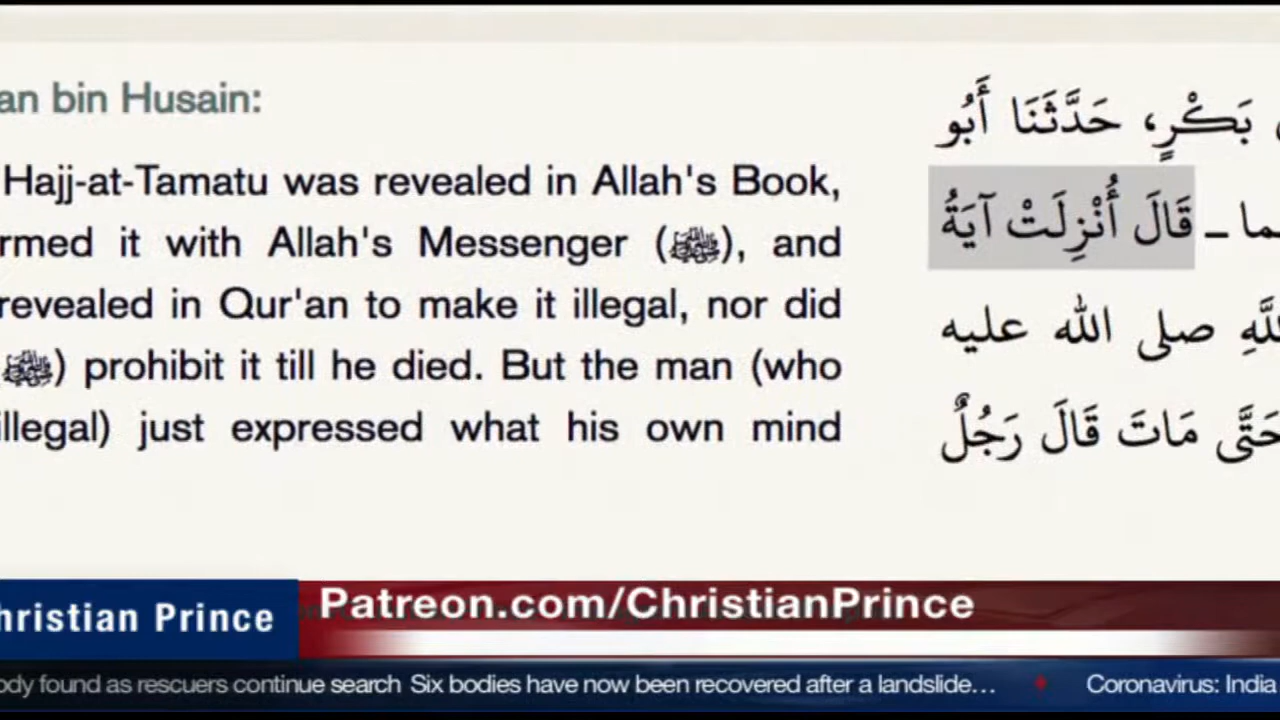 an bin Husain:
Hajj-at-Tamatu was revealed in Allah's Book,
rmed it with Allah's Messenger (ﷺ), and
revealed in Qur'an to make it illegal, nor did
ﷺ) prohibit it till he died. But the man (who
illegal) just expressed what his own mind
بَكْرٍ، حَدَّثَنَا أَبُو
ـ قَالَ أُنْزِلَتْ آيَةُ
صلى الله عليه
حَتَّى مَاتَ قَالَ رَجُلٌ
hristian Prince
Patreon.com/ChristianPrince
ody found as rescuers continue search Six bodies have now been recovered after a landslide... Coronavirus: India